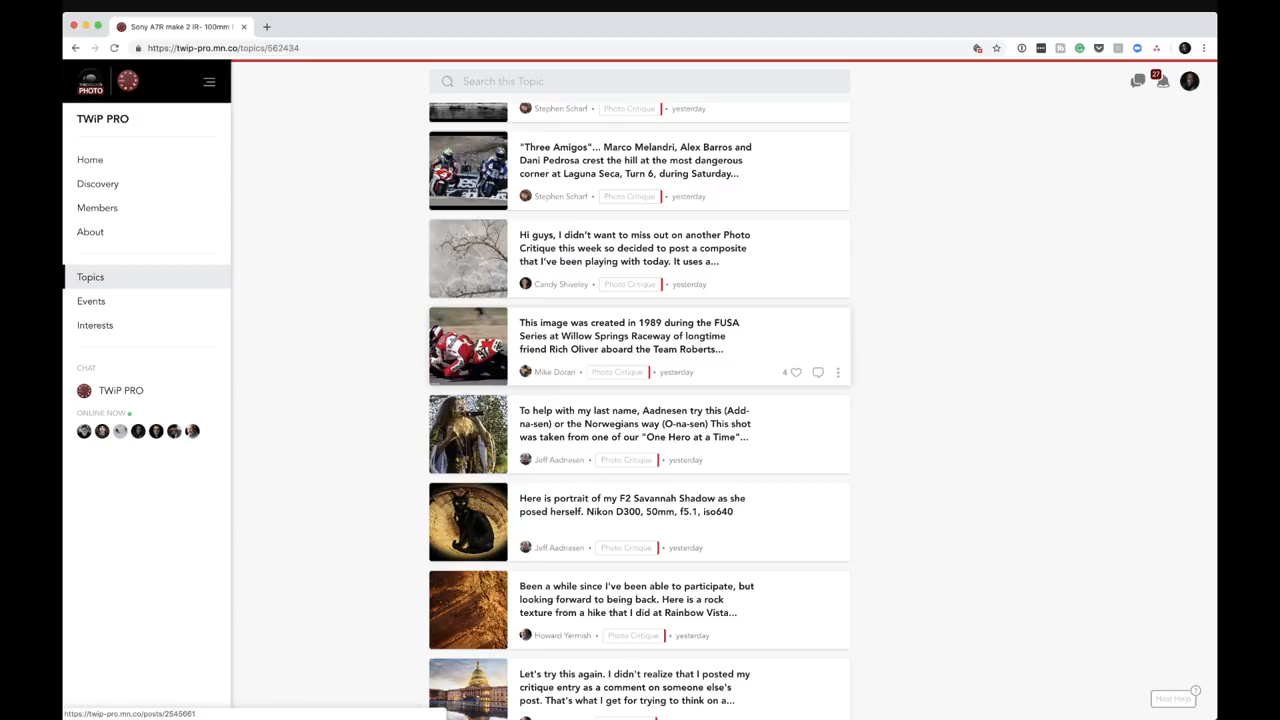 Sony A7R make 2 IR- 100mm
https://twip-pro.mn.co/topics/562434
PHOTO
Search this Topic
27
TWiP PRO
Home
Discovery
Members
About
Topics
Events
Interests
CHAT
TWiP PRO
ONLINE NOW
Stephen Scharf • Photo Critique • yesterday
"Three Amigos"... Marco Melandri, Alex Barros and
Dani Pedrosa crest the hill at the most dangerous
corner at Laguna Seca, Turn 6, during Saturday...
Stephen Scharf • Photo Critique • yesterday
Hi guys, I didn't want to miss out on another Photo
Critique this week so decided to post a composite
that I've been playing with today. It uses a...
Candy Shiveley • Photo Critique • yesterday
This image was created in 1989 during the FUSA
Series at Willow Springs Raceway of longtime
friend Rich Oliver aboard the Team Roberts...
Mike Doran • Photo Critique • yesterday
4
To help with my last name, Aadnesen try this (Add-
na-sen) or the Norwegians way (O-na-sen) This shot
was taken from one of our "One Hero at a Time"...
Jeff Aadnesen • Photo Critique • yesterday
Here is portrait of my F2 Savannah Shadow as she
posed herself. Nikon D300, 50mm, f5.1, iso640
Jeff Aadnesen • Photo Critique • yesterday
Been a while since I've been able to participate, but
looking forward to being back. Here is a rock
texture from a hike that I did at Rainbow Vista...
Howard Yermish • Photo Critique • yesterday
Let's try this again. I didn't realize that I posted my
critique entry as a comment on someone else's
post. That's what I get for trying to think on a...
Host Help
?
https://twip-pro.mn.co/posts/2545661